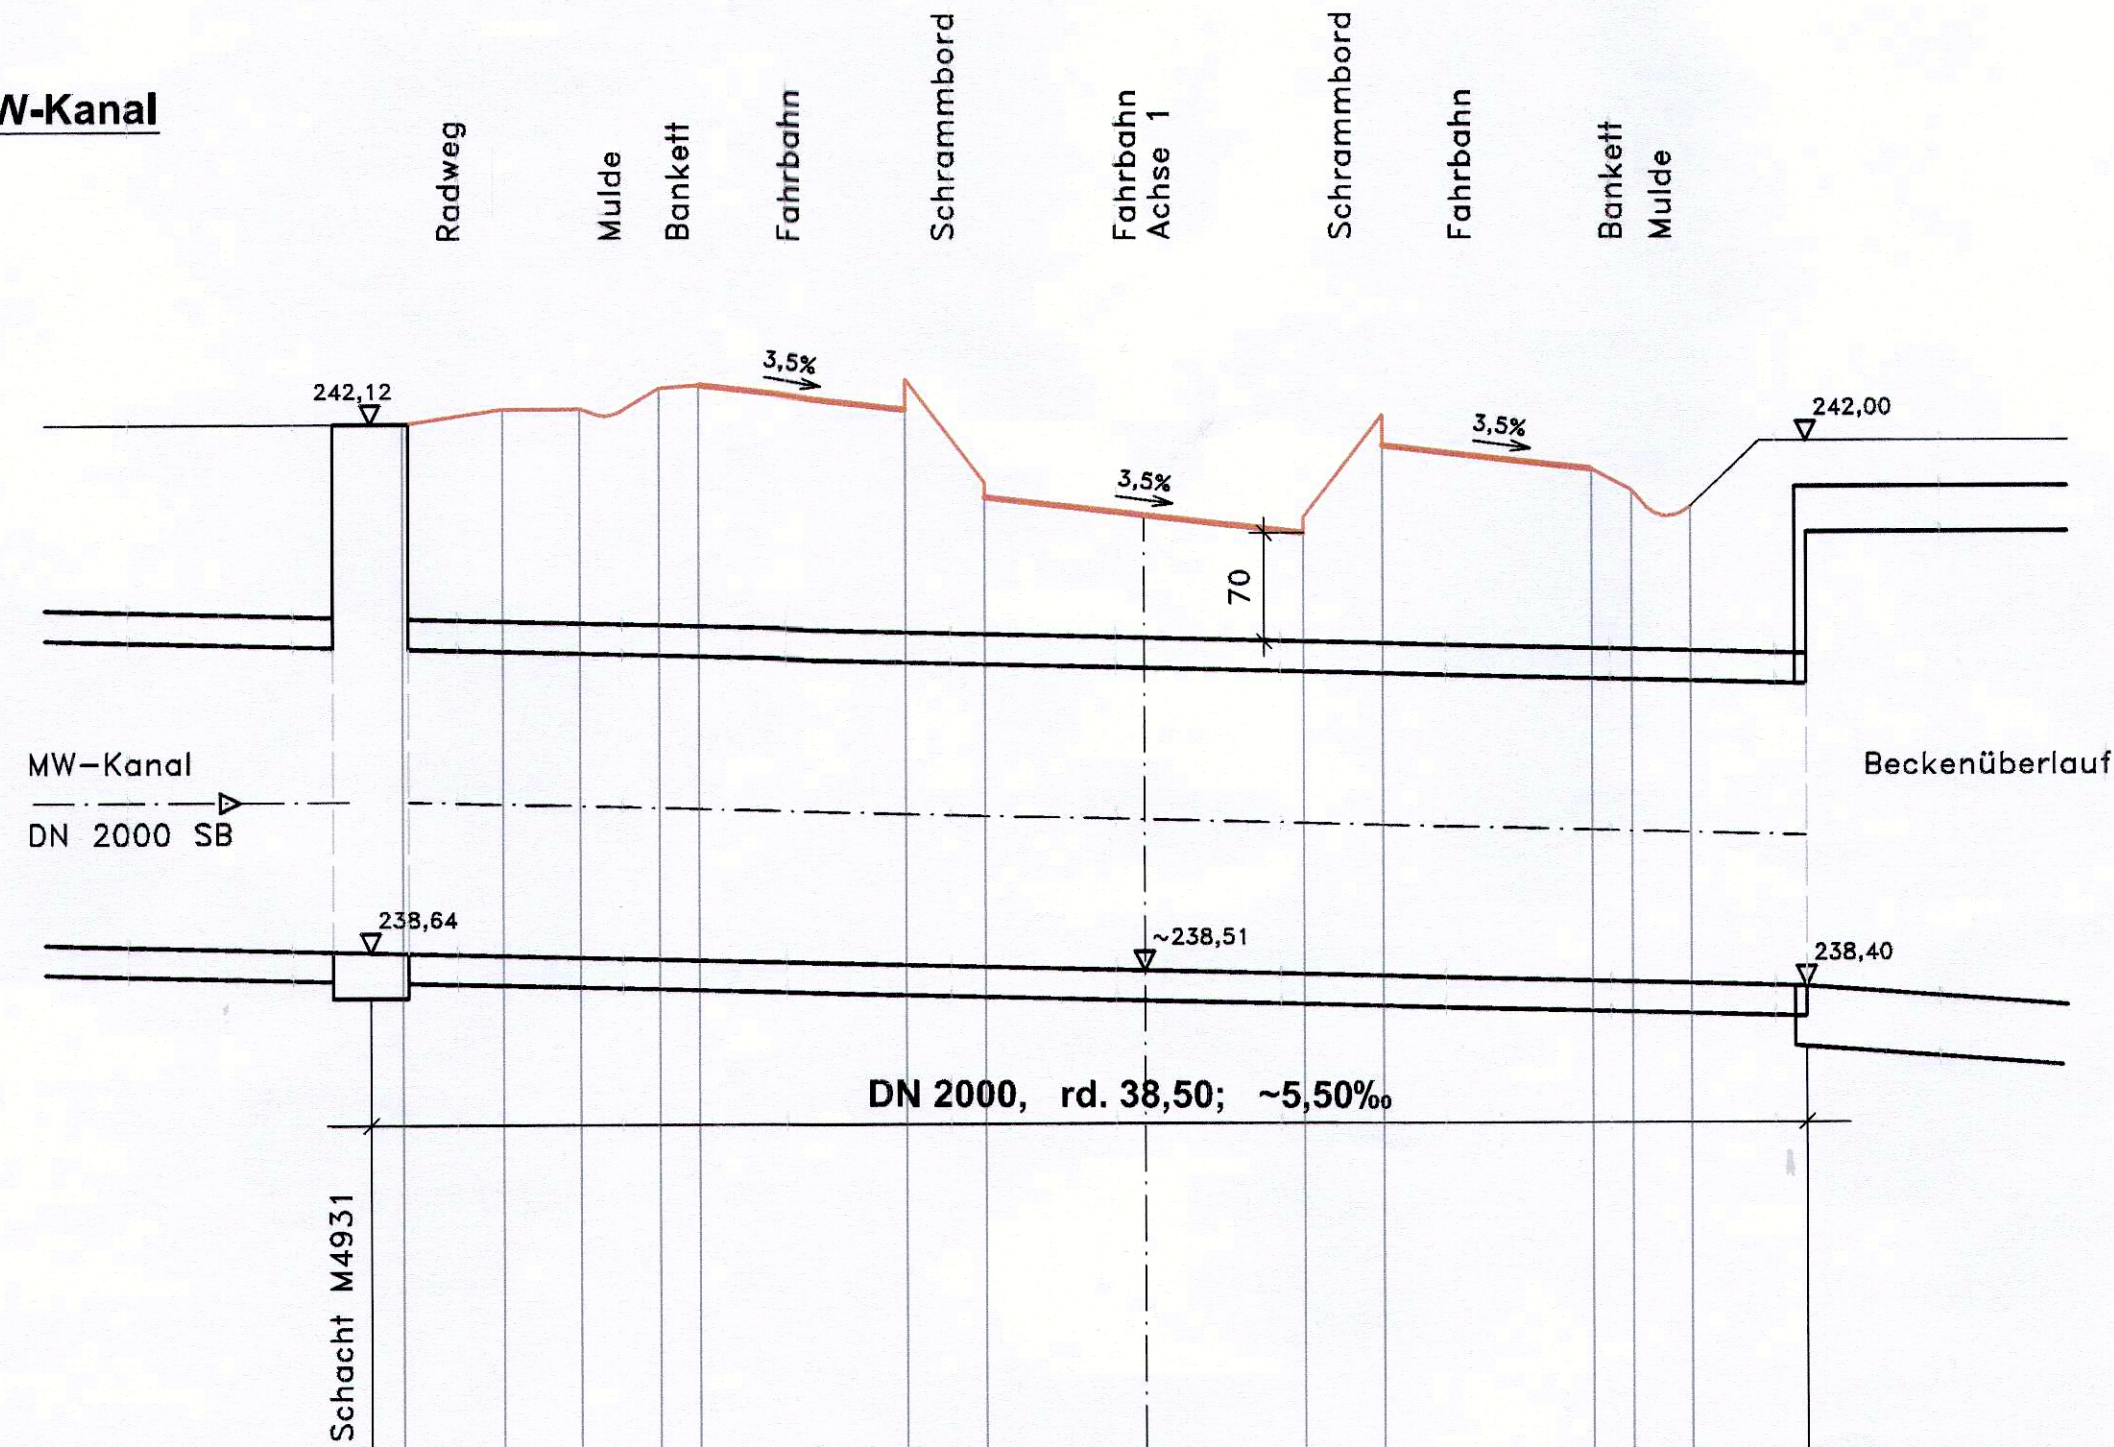 W-Kanal
Radweg
Mulde
Bankett
Fahrbahn
Schrammbord
Fahrbahn
Achse 1
Schrammbord
Fahrbahn
Bankett
Mulde
3,5%
242,12
242,00
3,5%
3,5%
70
MW-Kanal
Beckenüberlauf
DN 2000 SB
238,64
~238,51
238,40
DN 2000, rd. 38,50; ~5,50‰
Schacht M4931